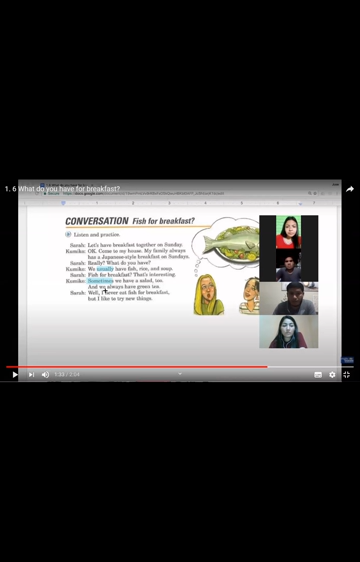 1. 6 What do you have for breakfast?
CONVERSATION Fish for breakfast?
Listen and practice.
Sarah: Let's have breakfast together on Sunday.
Kumiko: OK. Come to my house. My family always
has a Japanese-style breakfast on Sundays.
Sarah: Really? What do you have?
Kumiko: We usually have fish, rice, and soup.
Sarah: Fish for breakfast? That's interesting.
Kumiko: Sometimes we have a salad, too.
And we always have green tea.
Sarah: Well, I never eat fish for breakfast,
but I like to try new things.